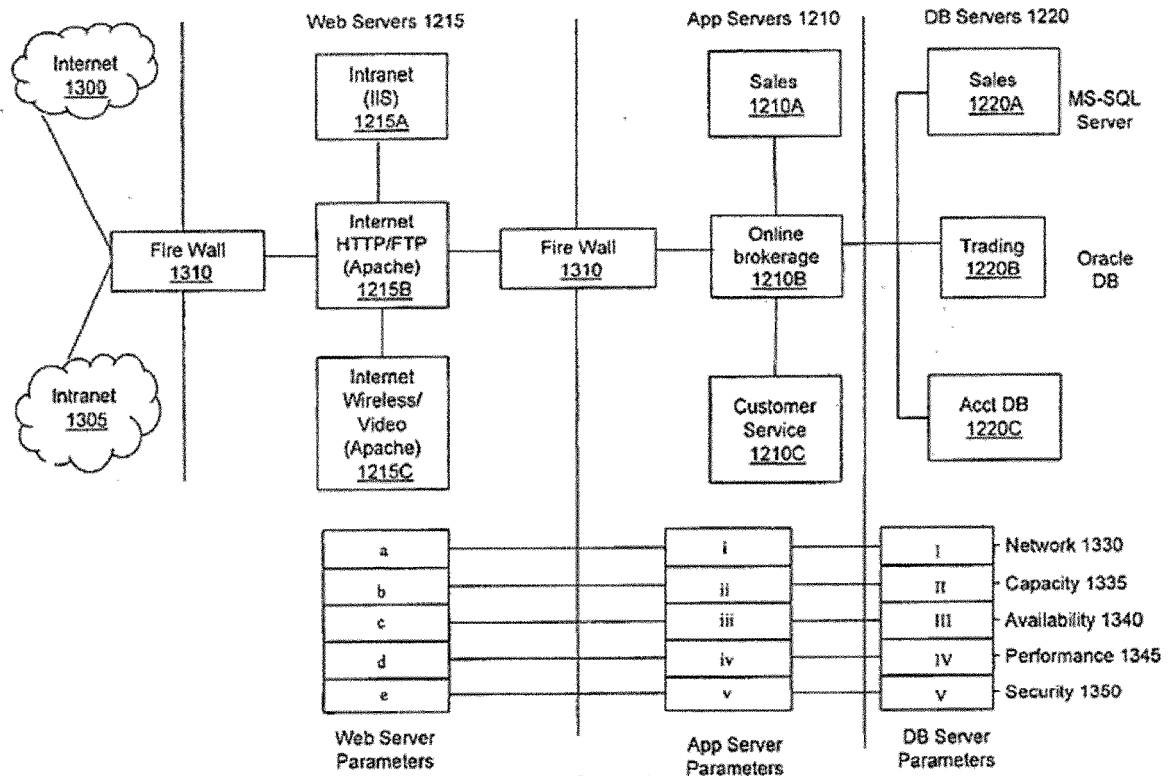 Web Servers 1215
App Servers 1210
DB Servers 1220
Internet
1300
Intranet
(IIS)
1215A
Sales
1210A
Sales
1220A
MS-SQL
Server
Fire Wall
1310
Internet
HTTP/FTP
(Apache)
1215B
Fire Wall
1310
Online
brokerage
1210B
Trading
1220B
Oracle
DB
Intranet
1305
Internet
Wireless/
Video
(Apache)
1215C
Customer
Service
1210C
Acct DB
1220C
a
i
I
Network 1330
b
ii
II
Capacity 1335
c
iii
III
Availability 1340
d
iv
IV
Performance 1345
e
v
V
Security 1350
Web Server
Parameters
App Server
Parameters
DB Server
Parameters